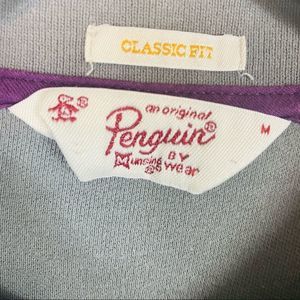 CLASSIC FIT
an original
Penguin®
BY
Munsingwear®
M